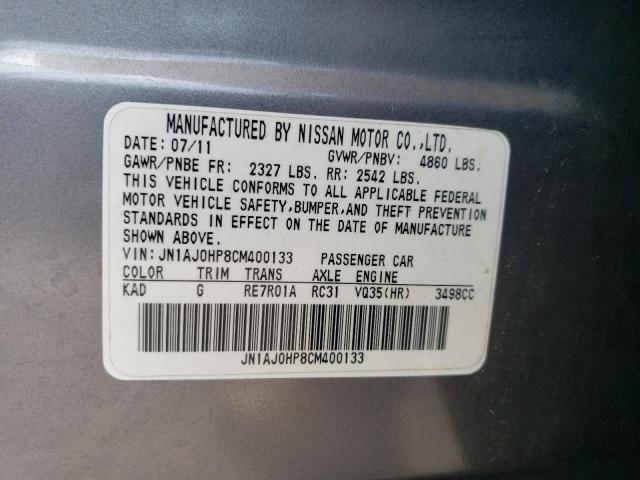 MANUFACTURED BY NISSAN MOTOR CO.,LTD.
DATE: 07/11 GVWR/PNBV: 4860 LBS.
GAWR/PNBE FR: 2327 LBS. RR: 2542 LBS.
THIS VEHICLE CONFORMS TO ALL APPLICABLE FEDERAL
MOTOR VEHICLE SAFETY,BUMPER,AND THEFT PREVENTION
STANDARDS IN EFFECT ON THE DATE OF MANUFACTURE
SHOWN ABOVE.
VIN: JN1AJ0HP8CM400133 PASSENGER CAR
COLOR TRIM TRANS AXLE ENGINE
KAD G RE7R01A RC31 VQ35(HR) 3498CC
JN1AJ0HP8CM400133